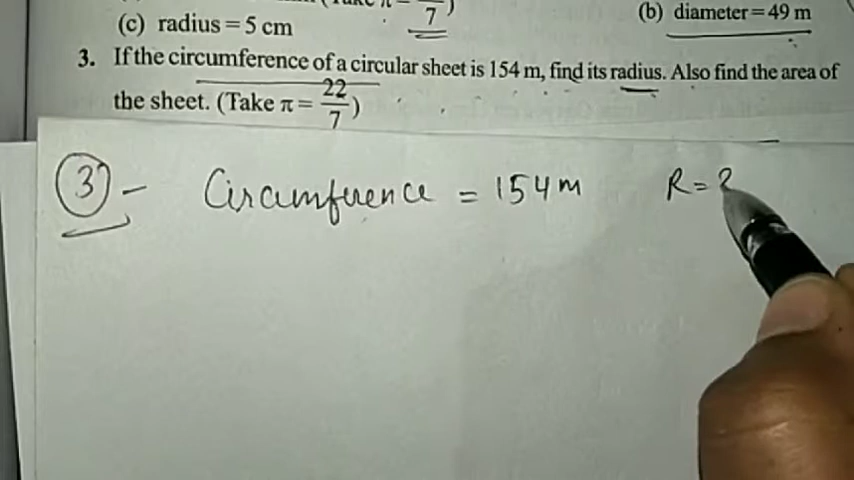 7 )
(b) diameter = 49 m
(c) radius = 5 cm
3. If the circumference of a circular sheet is 154 m, find its radius. Also find the area of
the sheet. (Take π = 22/7)
3 - Circumference = 154 m R = ?